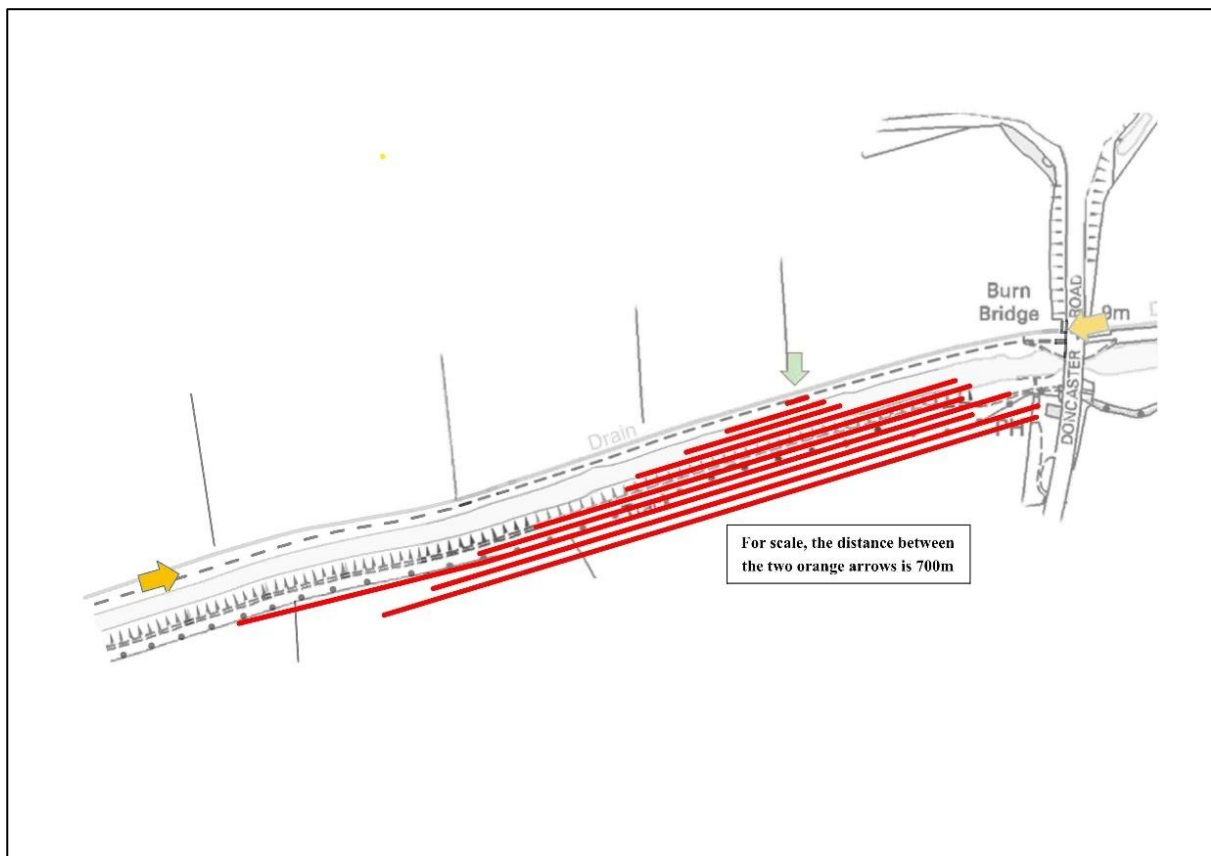 Burn
Bridge
ROAD
9m
D
DONCASTER
Drain
PH
For scale, the distance between
the two orange arrows is 700m